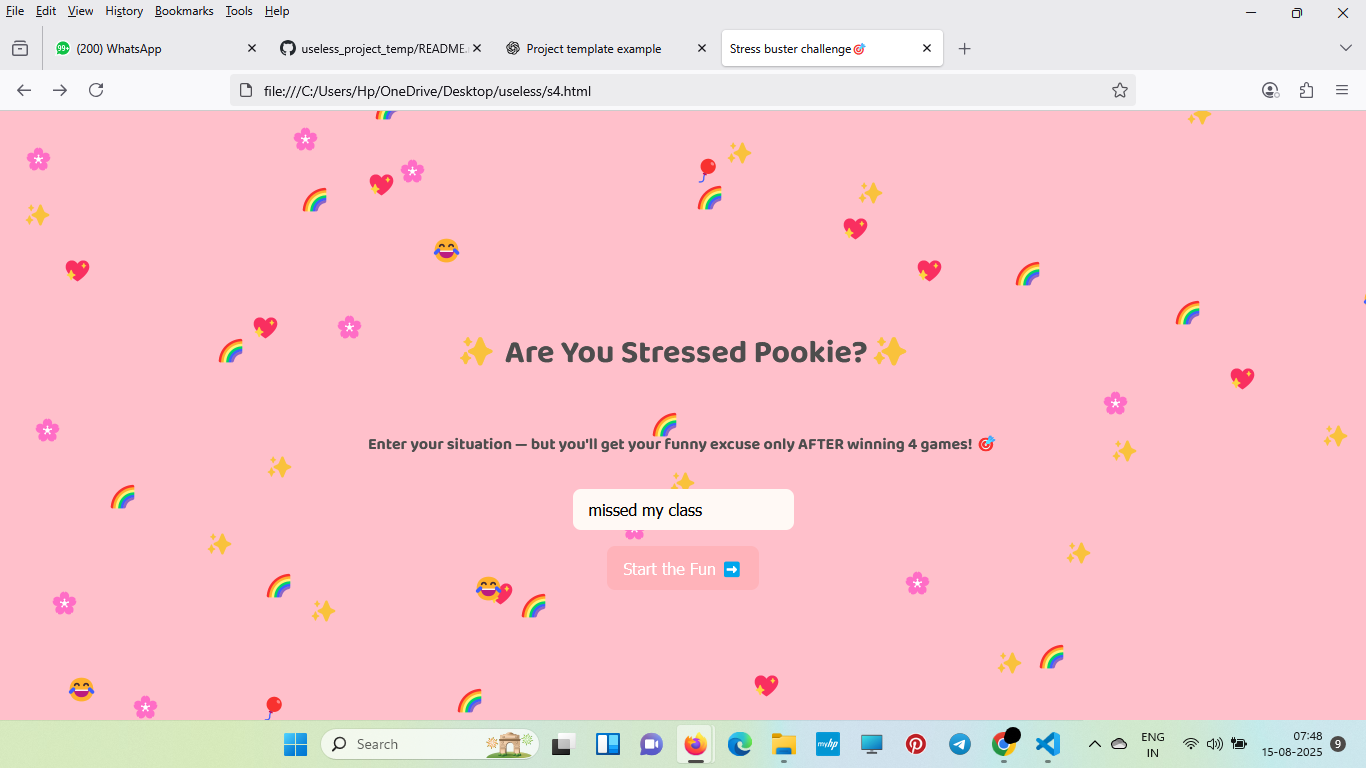 File Edit View History Bookmarks Tools Help
99+ (200) WhatsApp
useless_project_temp/README.
Project template example
Stress buster challenge🎯
file:///C:/Users/Hp/OneDrive/Desktop/useless/s4.html
✨ Are You Stressed Pookie? ✨
Enter your situation — but you'll get your funny excuse only AFTER winning 4 games! 🎯
missed my class
Start the Fun ➡️
Search
myhp
ENG
IN
07:48
15-08-2025
9